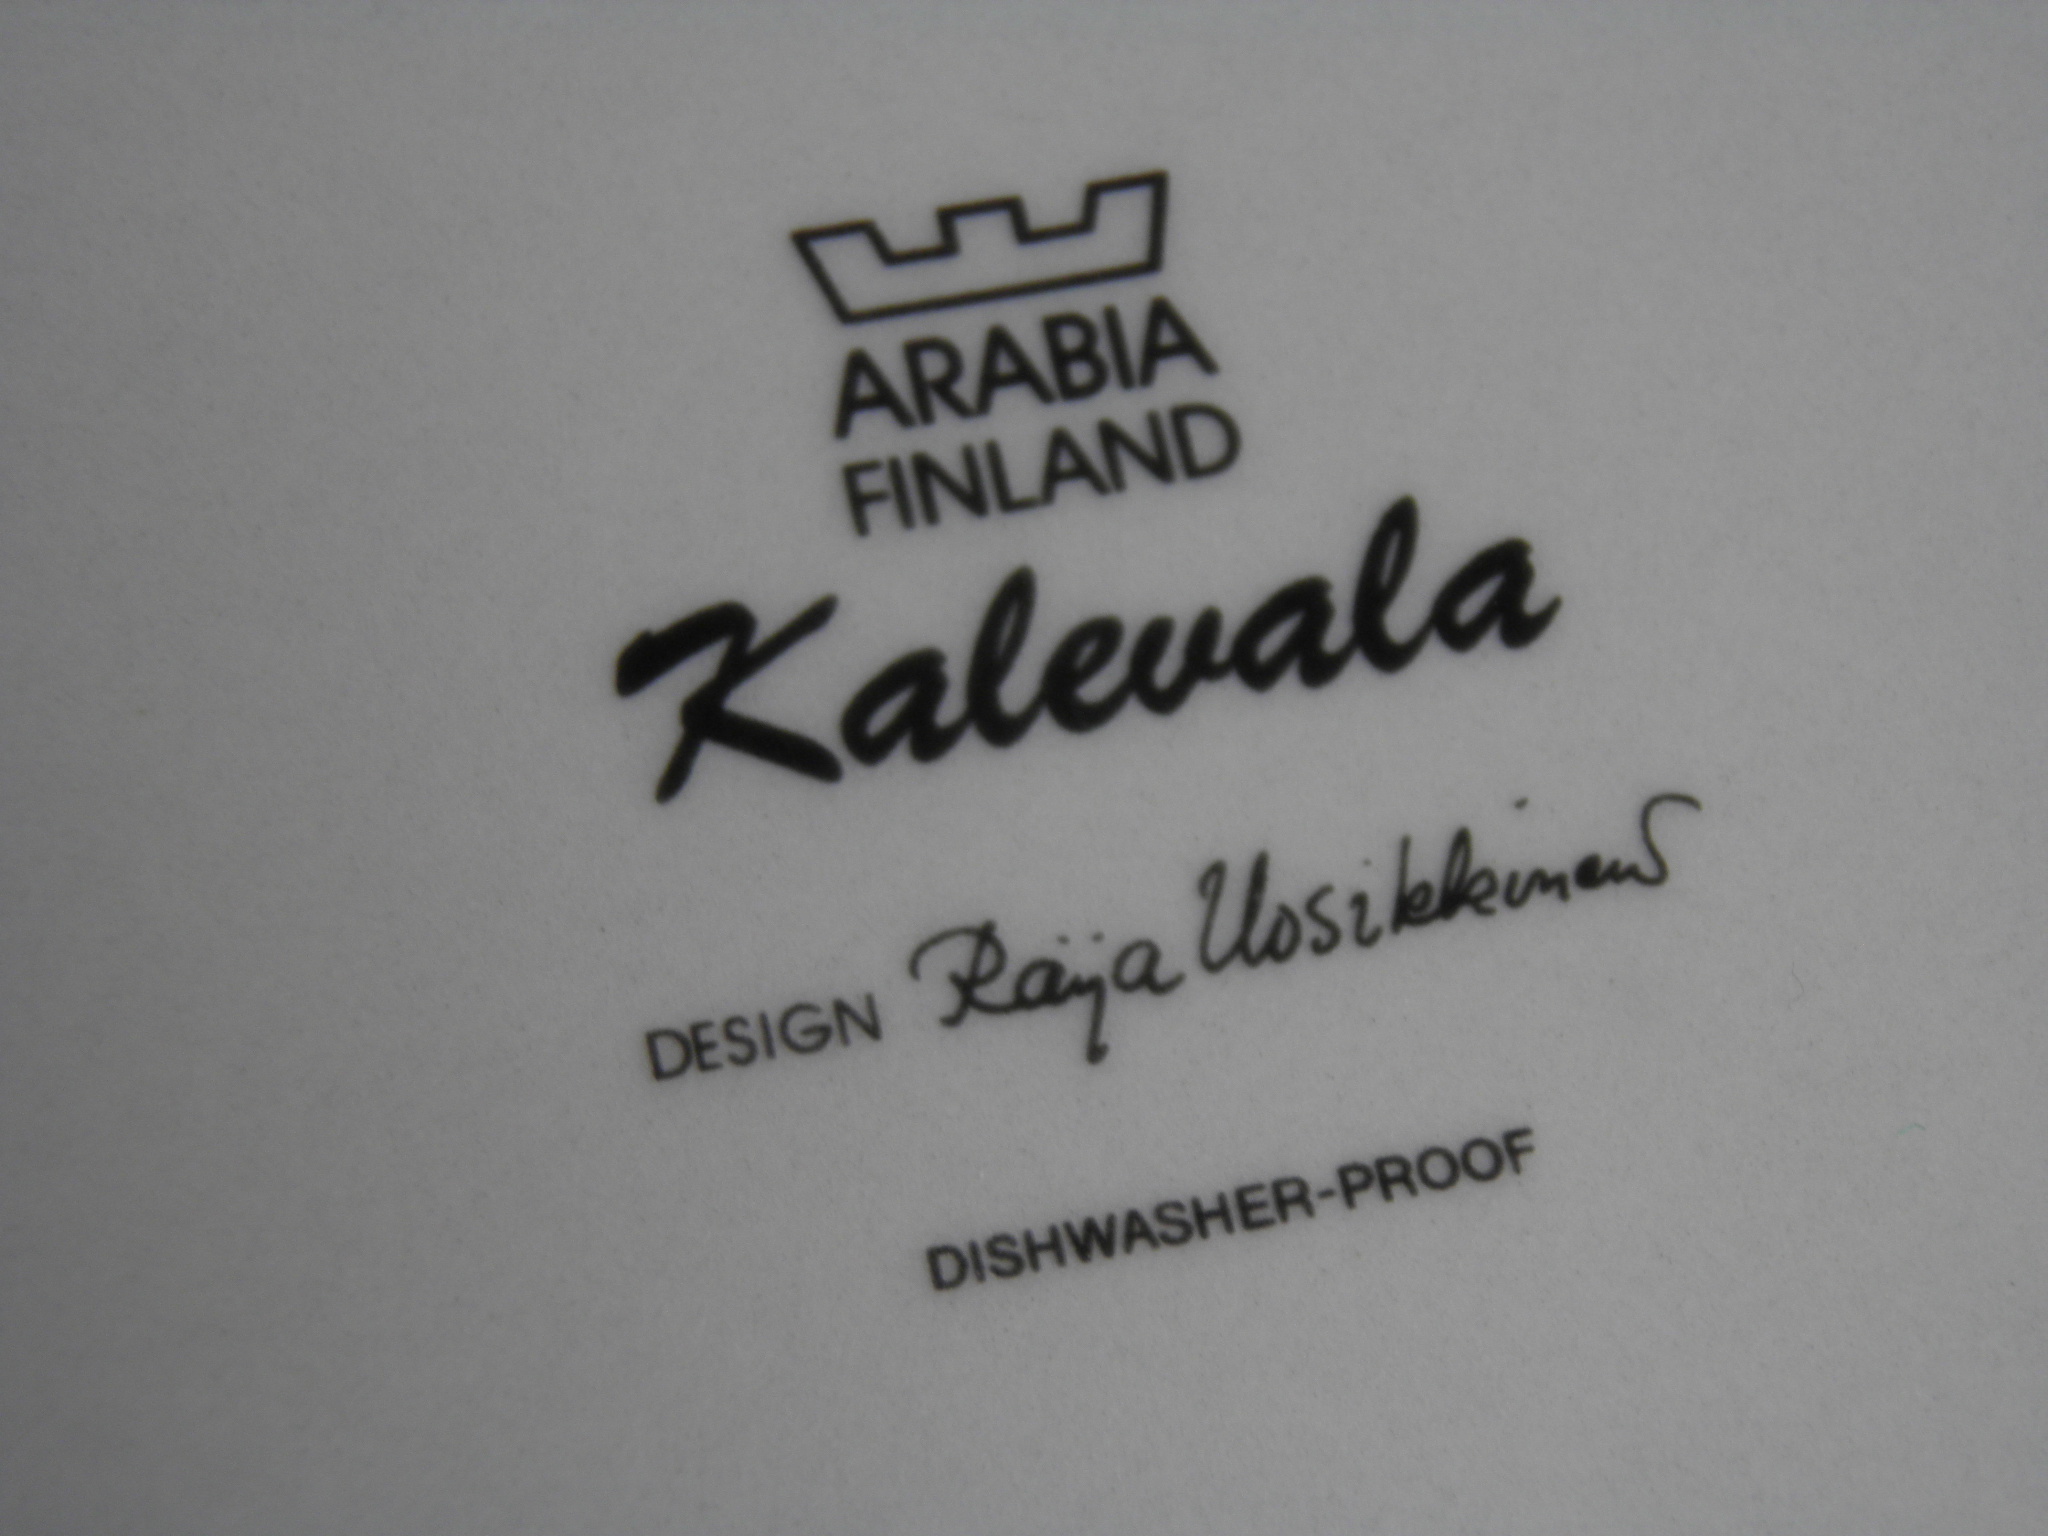 ARABIA
FINLAND
Kalevala
DESIGN Raija Uosikkinen
DISHWASHER-PROOF